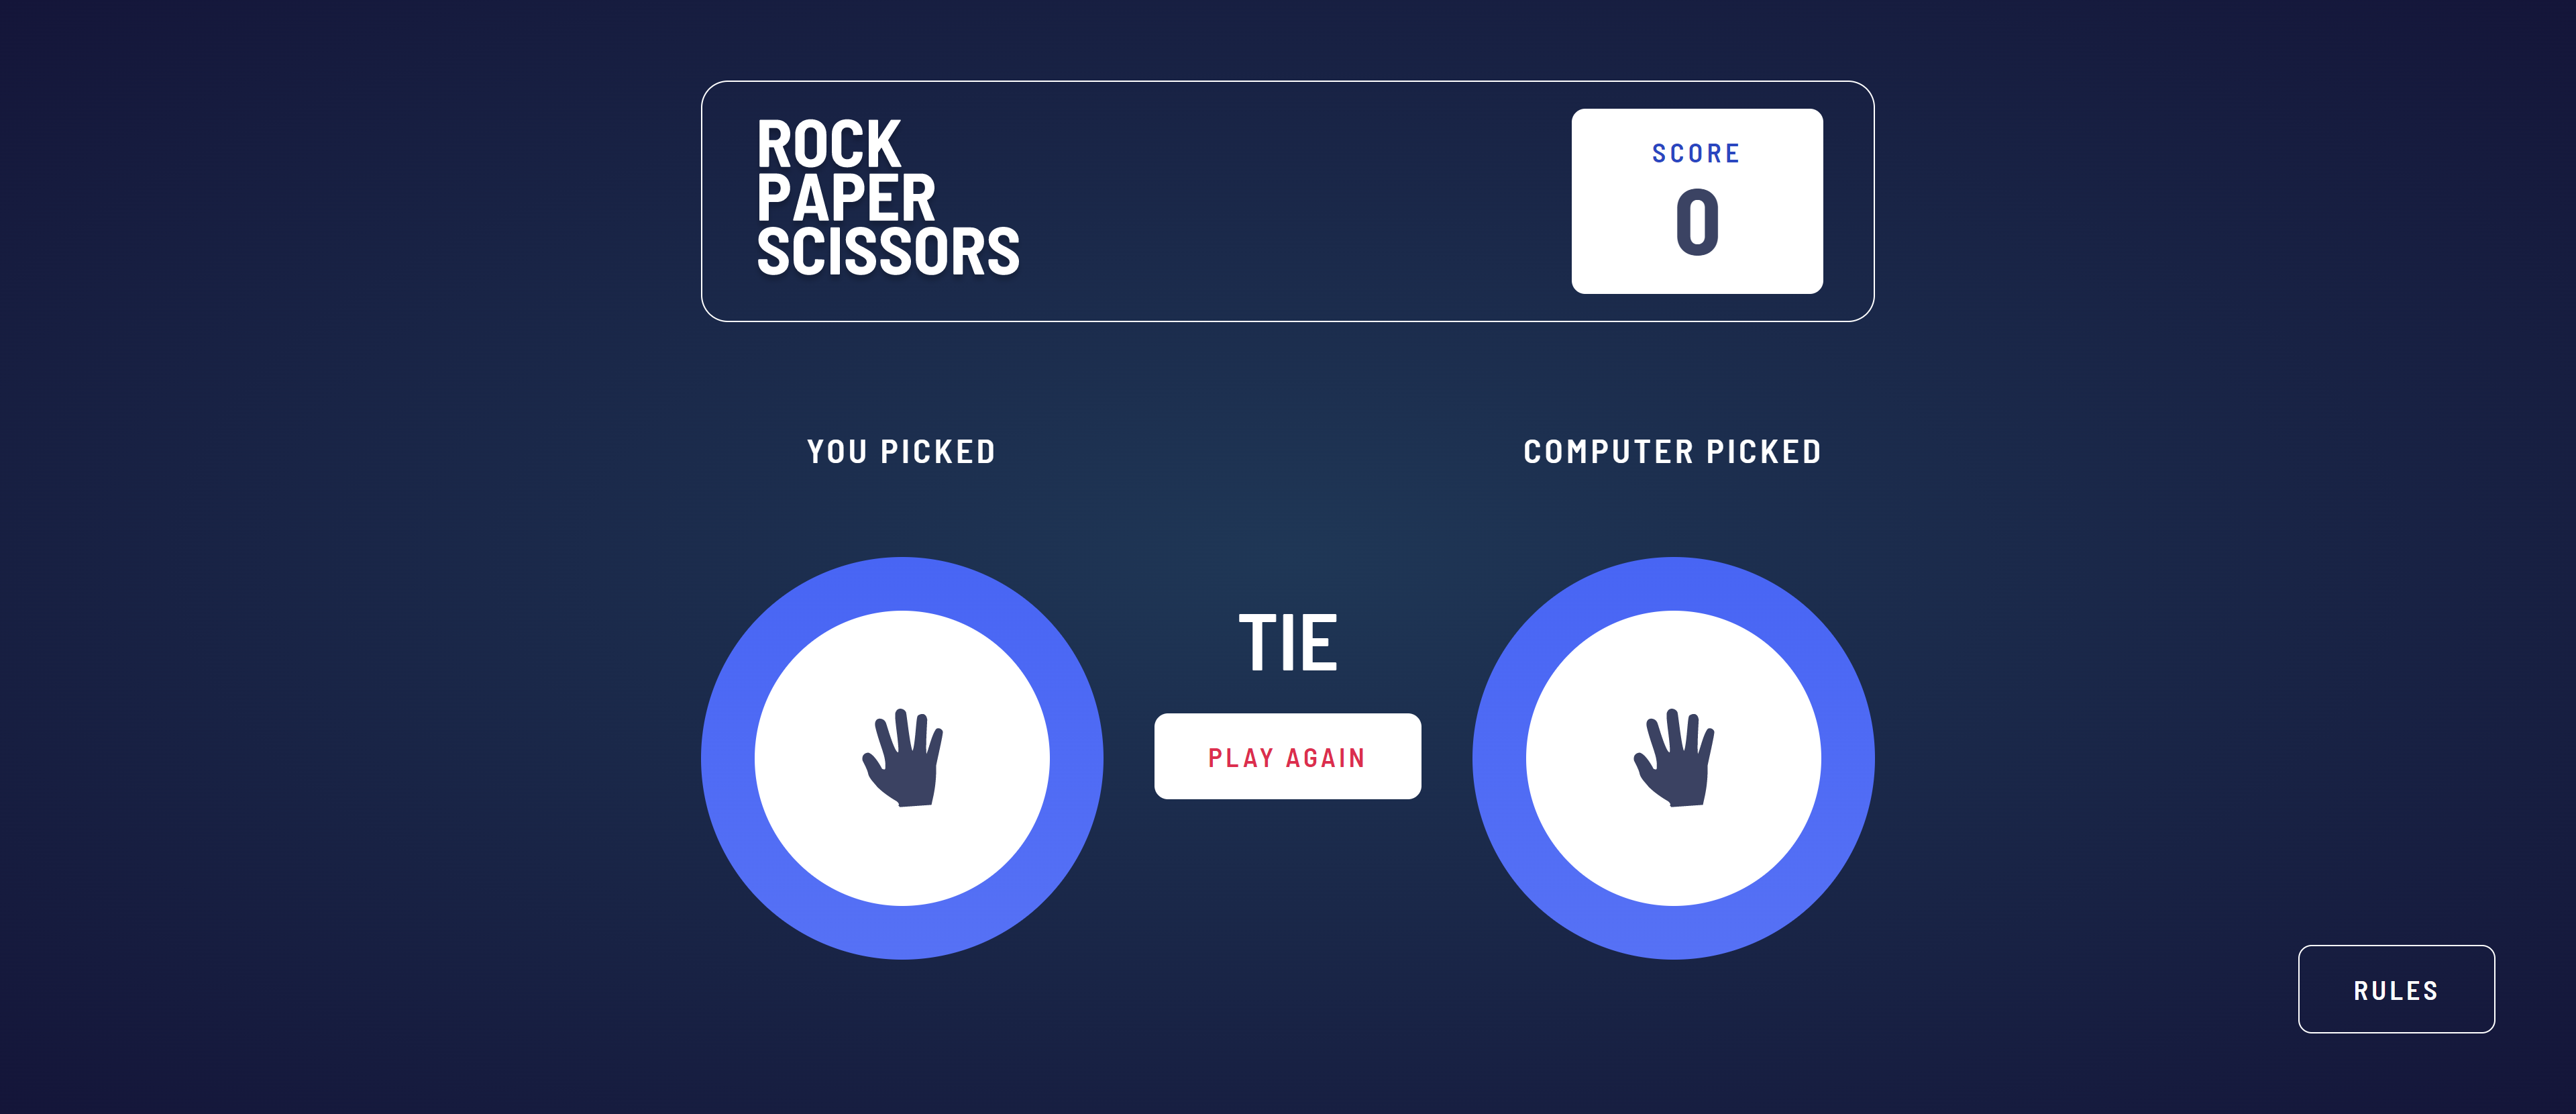 ROCK
PAPER
SCISSORS
SCORE
0
YOU PICKED
COMPUTER PICKED
TIE
PLAY AGAIN
RULES